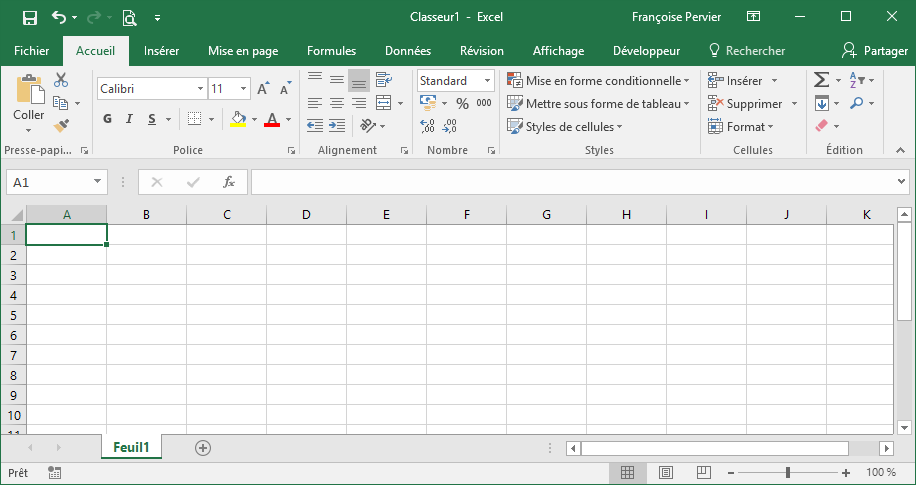 Classeur1 - Excel
Françoise Pervier
Fichier Accueil Insérer Mise en page Formules Données Révision Affichage Développeur Rechercher Partager
Coller
Presse-papi...
Calibri 11
G I S
Police
Alignement
Standard
% 000
Nombre
Mise en forme conditionnelle
Mettre sous forme de tableau
Styles de cellules
Styles
Insérer
Supprimer
Format
Cellules
Édition
A1
fx
A B C D E F G H I J K
1
2
3
4
5
6
7
8
9
10
11
Feuil1
Prêt
100 %